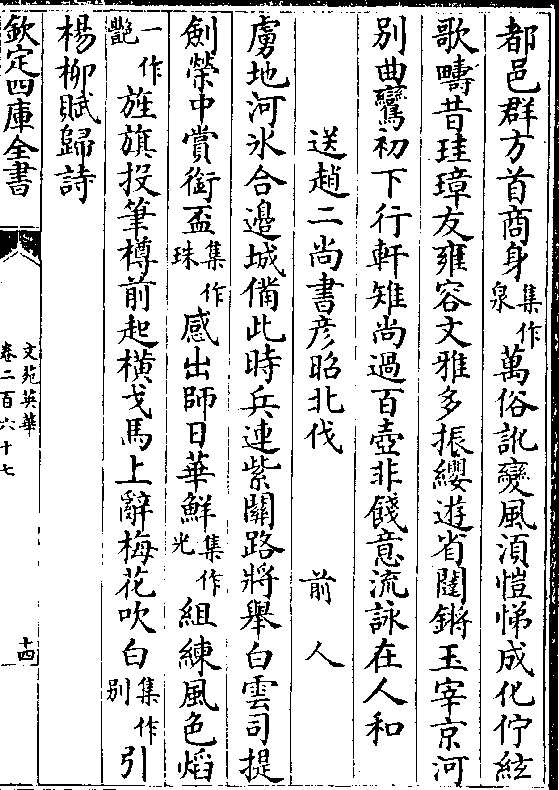 都邑群方首商身集作泉萬俗訛變風湏愷悌成化佇絃
歌疇昔珪璋友雍容文雅多振纓遊省闥鏘玉宰京河
别曲鸞初下行軒雉尚過百壺非餞意流詠在人和
送趙二尚書彦昭北伐 前人
虜地河氷合邉城備此時兵連紫關路將舉白雲司提
劍榮中賞銜盃集作珠感出師日華鮮集作光組練風色焰
一作艷旌旗投筆樽前起横戈馬上辭梅花吹白集作別引
楊柳賦歸詩
欽定四庫全書
文苑英華
卷二百六十七
十四